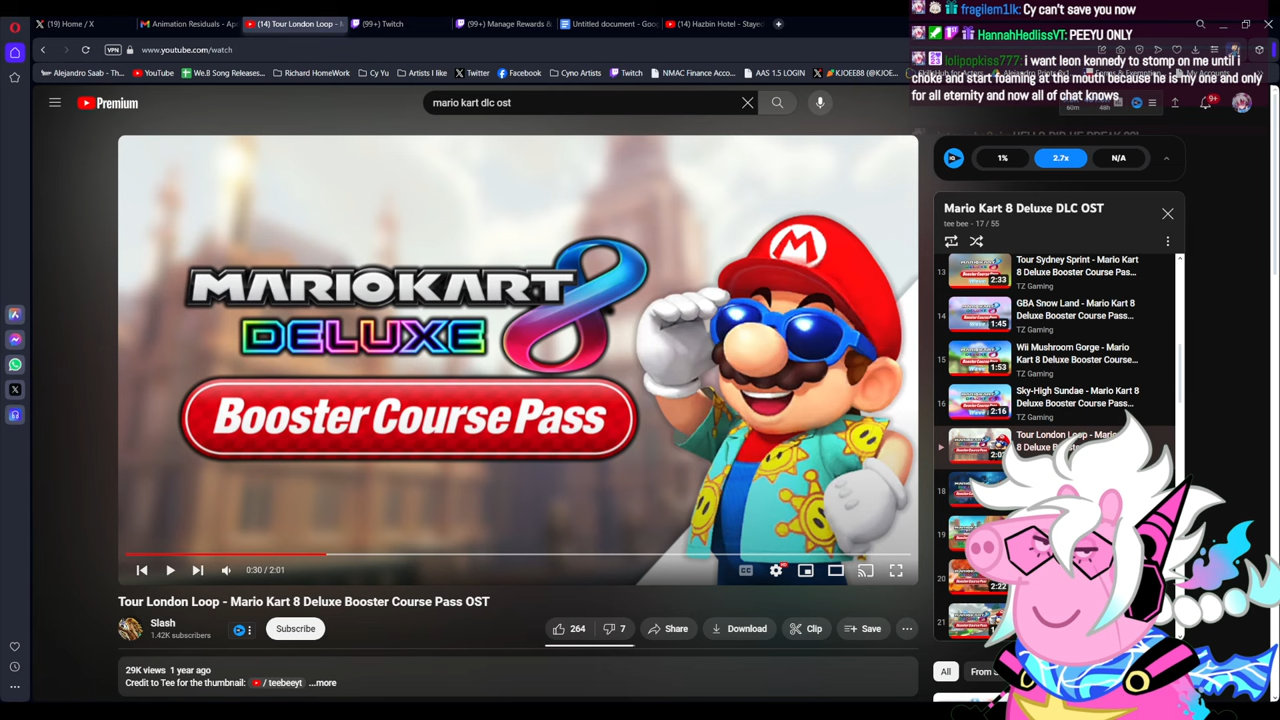 (19) Home / X
Animation Residuals - Ap
(14) Tour London Loop - M
(99+) Twitch
(99+) Manage Rewards &
Untitled document - Goo
(14) Hazbin Hotel - Stayed
fragilem1lk: Cy can't save you now
HannahHedlissVT: PEEYU ONLY
lolipopkiss777: i want leon kennedy to stomp on me until i
choke and start foaming at the mouth because he is my one and only
for all eternity and now all of chat knows
VPN
www.youtube.com/watch
Alejandro Saab - Th...
YouTube
We.8 Song Releases...
Richard HomeWork
Cy Yu
Artists I like
Twitter
Facebook
Cyno Artists
Twitch
NMAC Finance Acco...
AAS 1.5 LOGIN
KJOE88 (@KJOE...
Premium
mario kart dlc ost
60m
48h
9+
1%
2.7x
N/A
MARIOKART 8
DELUXE
Booster Course Pass
M
0:30 / 2:01
CC
Mario Kart 8 Deluxe DLC OST
tee bee - 17 / 55
13
Tour Sydney Sprint - Mario Kart
8 Deluxe Booster Course Pas...
TZ Gaming
2:33
14
GBA Snow Land - Mario Kart 8
Deluxe Booster Course Pass...
TZ Gaming
1:45
15
Wii Mushroom Gorge - Mario
Kart 8 Deluxe Booster Course...
TZ Gaming
1:53
16
Sky-High Sundae - Mario Kart 8
Deluxe Booster Course Pass...
TZ Gaming
2:16
Tour London Loop - Mario
8 Deluxe
18
19
20
2:22
21
Tour London Loop - Mario Kart 8 Deluxe Booster Course Pass OST
Slash
1.42K subscribers
Subscribe
264
7
Share
Download
Clip
Save
29K views 1 year ago
Credit to Tee for the thumbnail: / teebeeyt ...more
All
From S